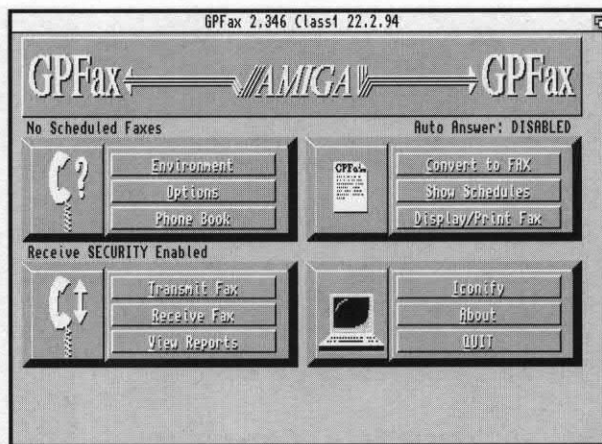 GPFax 2.346 Class1 22.2.94
GPFax AMIGA GPFax
No Scheduled Faxes
Auto Answer: DISABLED
Environment
Options
Phone Book
GPFax
Convert to FAX
Show Schedules
Display/Print Fax
Receive SECURITY Enabled
Transmit Fax
Receive Fax
View Reports
Iconify
About
QUIT